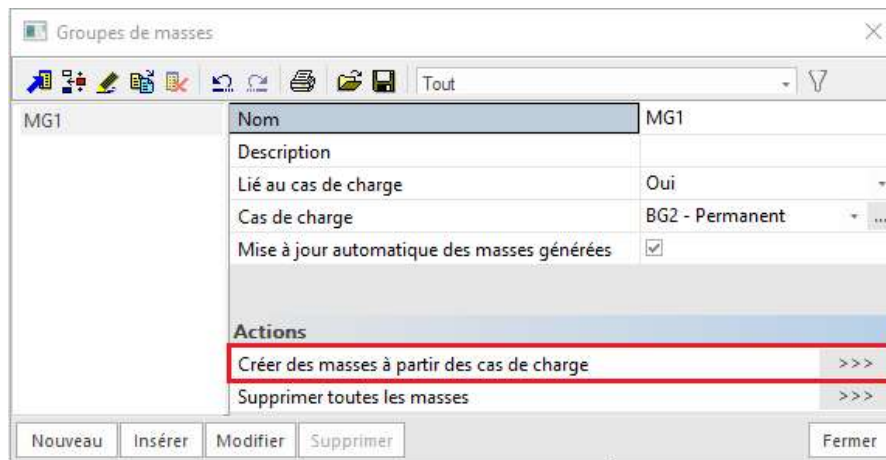 Groupes de masses
Tout
MG1
Nom MG1
Description
Lié au cas de charge Oui
Cas de charge BG2 - Permanent ...
Mise à jour automatique des masses générées
Actions
Créer des masses à partir des cas de charge >>>
Supprimer toutes les masses >>>
Nouveau Insérer Modifier Supprimer Fermer